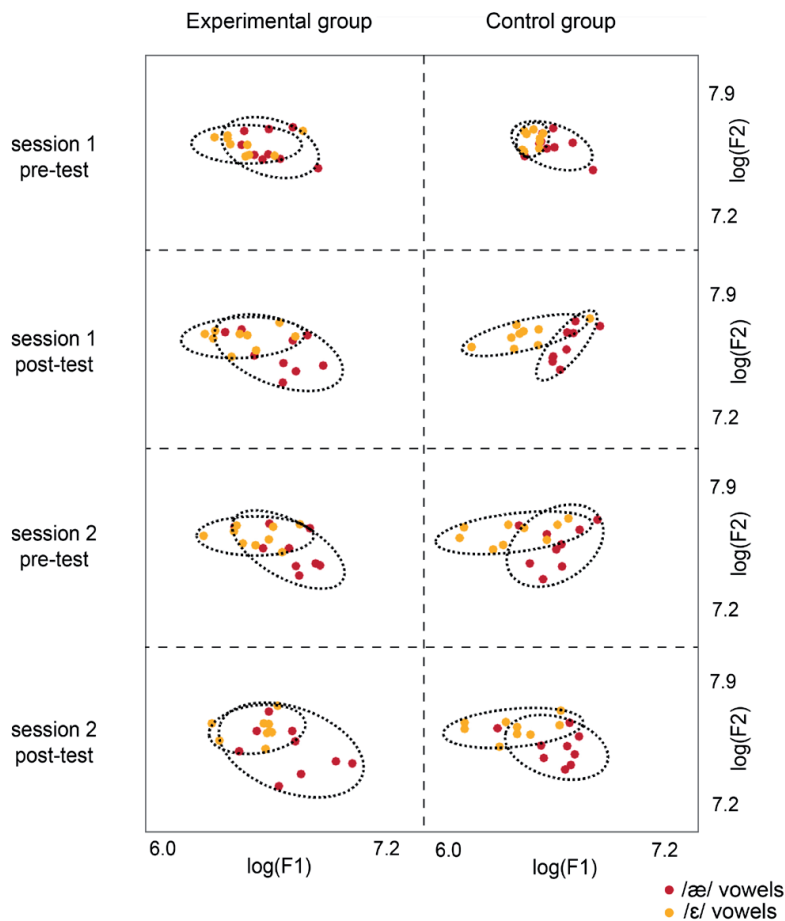 Experimental group
Control group
session 1
pre-test
7.9
log(F2)
7.2
session 1
post-test
7.9
log(F2)
7.2
session 2
pre-test
7.9
log(F2)
7.2
session 2
post-test
7.9
log(F2)
7.2
6.0
7.2
6.0
7.2
log(F1)
log(F1)
/æ/ vowels
/ε/ vowels